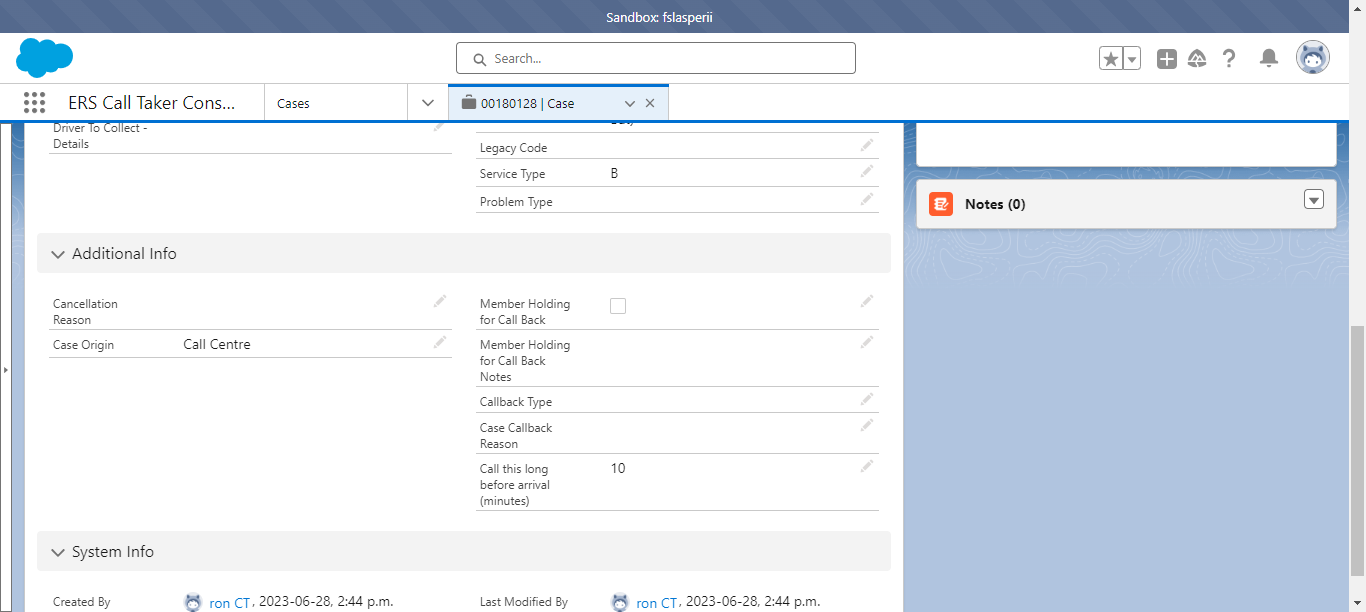 Sandbox: fslasperii
Search...
ERS Call Taker Cons...
Cases
00180128 | Case
Driver To Collect -
Details
Legacy Code
Service Type B
Problem Type
Notes (0)
Additional Info
Cancellation
Reason
Case Origin Call Centre
Member Holding
for Call Back
Member Holding
for Call Back
Notes
Callback Type
Case Callback
Reason
Call this long 10
before arrival
(minutes)
System Info
Created By ron CT, 2023-06-28, 2:44 p.m.
Last Modified By ron CT, 2023-06-28, 2:44 p.m.